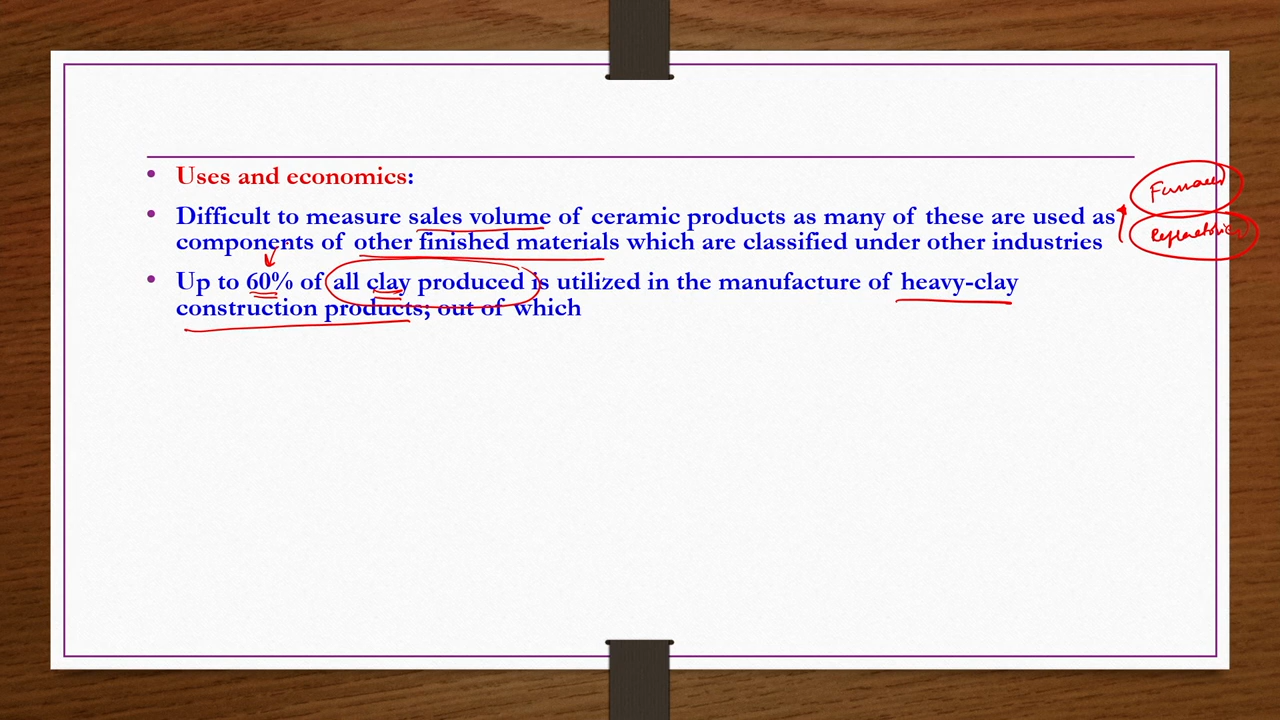 • Uses and economics:
• Difficult to measure sales volume of ceramic products as many of these are used as
components of other finished materials which are classified under other industries
• Up to 60% of all clay produced is utilized in the manufacture of heavy-clay
construction products; out of which
Furnaces
Refractories